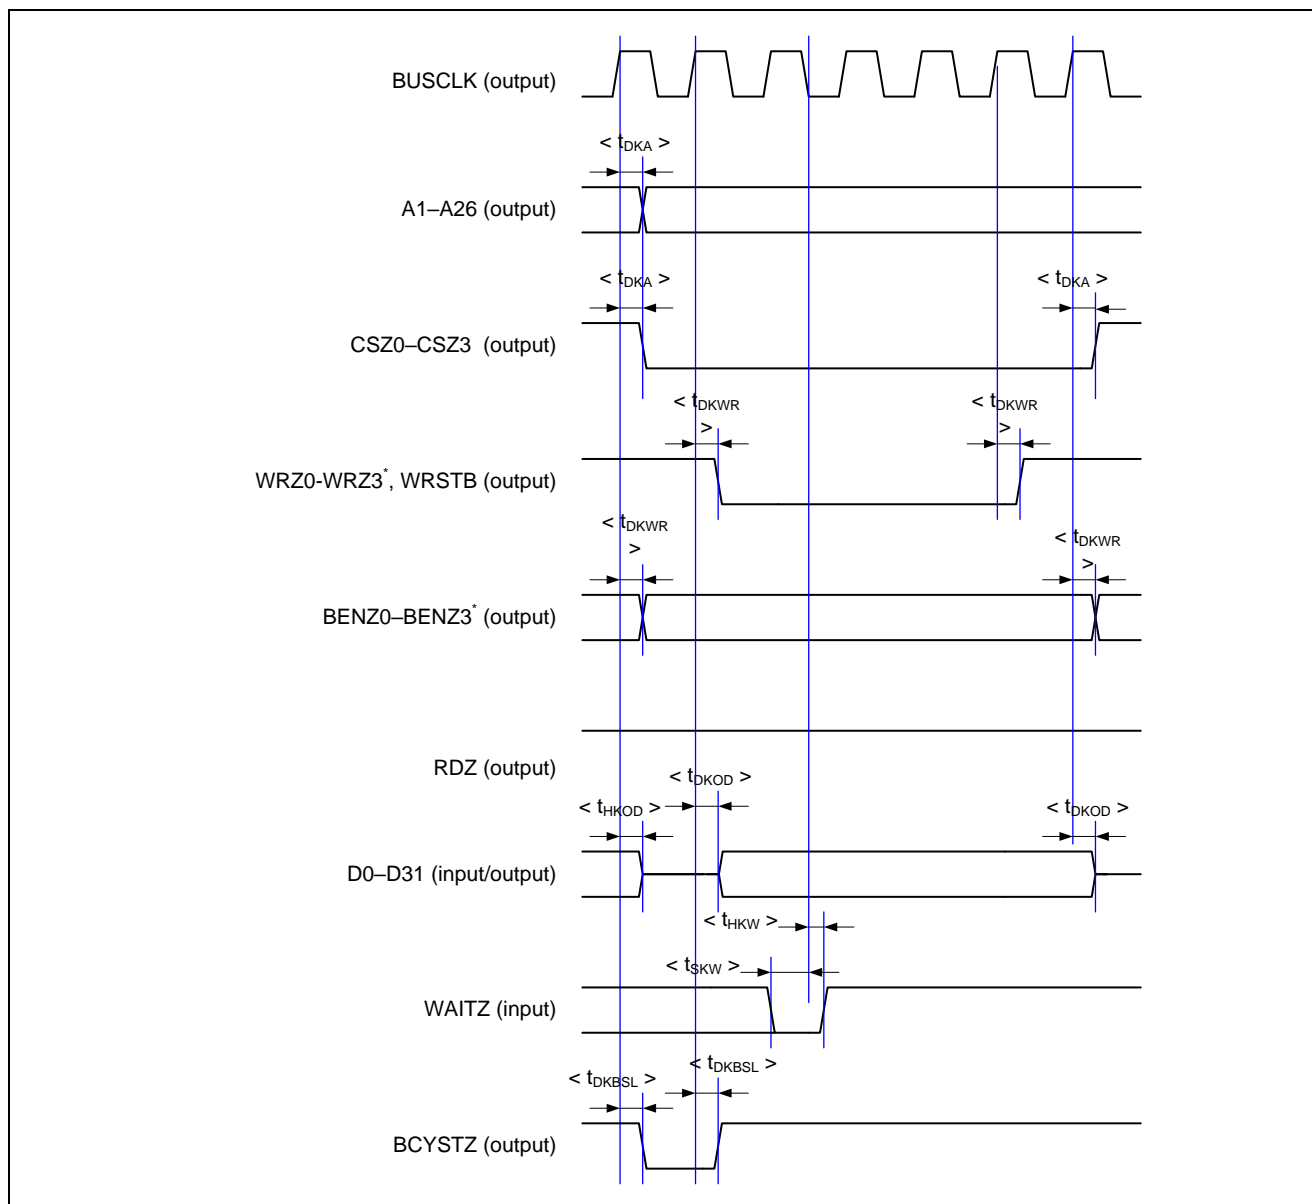 BUSCLK (output)
< tDKA >
A1–A26 (output)
< tDKA >
< tDKA >
CSZ0–CSZ3 (output)
< tDKWR
>
< tDKWR
>
WRZ0-WRZ3*, WRSTB (output)
< tDKWR
>
< tDKWR
>
BENZ0–BENZ3* (output)
RDZ (output)
< tDKOD >
< tHKOD >
< tDKOD >
D0–D31 (input/output)
< tHKW >
< tSKW >
WAITZ (input)
< tDKBSL >
< tDKBSL >
BCYSTZ (output)